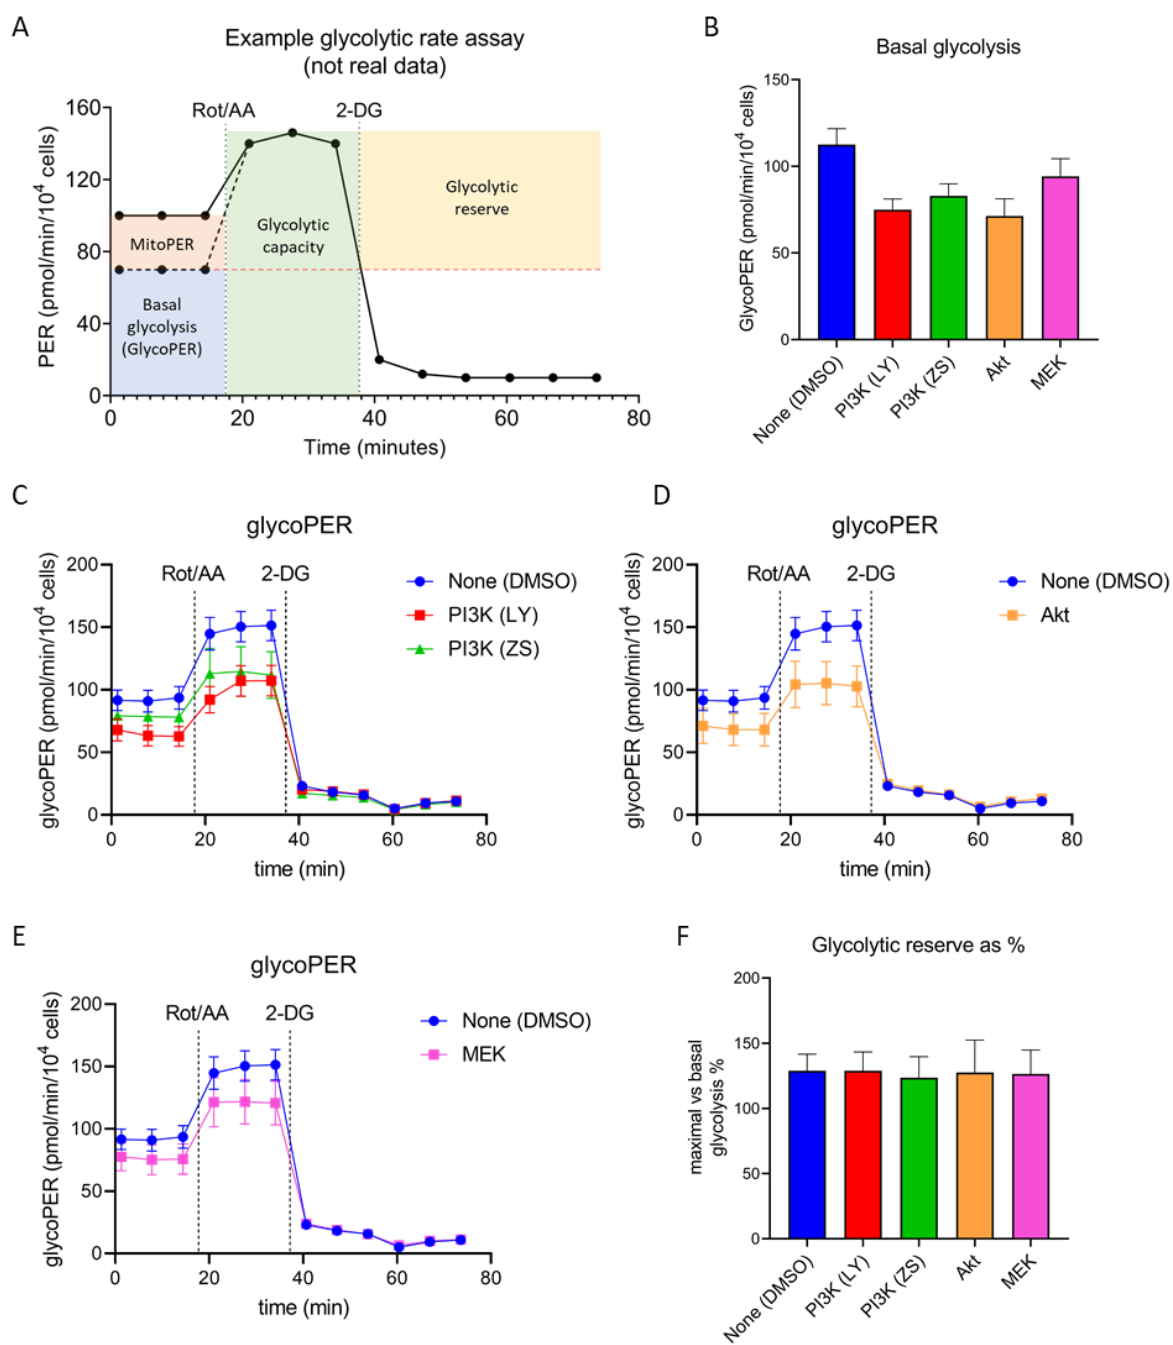 A
Example glycolytic rate assay
(not real data)
PER (pmol/min/10⁴ cells)
160
120
80
40
0
Rot/AA
2-DG
MitoPER
Basal
glycolysis
(GlycoPER)
Glycolytic
capacity
Glycolytic
reserve
0 20 40 60 80
Time (minutes)
B
Basal glycolysis
GlycoPER (pmol/min/10⁴ cells)
150
100
50
0
None (DMSO)
PI3K (LY)
PI3K (ZS)
Akt
MEK
C
glycoPER
glycoPER (pmol/min/10⁴ cells)
200
150
100
50
0
Rot/AA
2-DG
None (DMSO)
PI3K (LY)
PI3K (ZS)
0 20 40 60 80
time (min)
D
glycoPER
glycoPER (pmol/min/10⁴ cells)
200
150
100
50
0
Rot/AA
2-DG
None (DMSO)
Akt
0 20 40 60 80
time (min)
E
glycoPER
glycoPER (pmol/min/10⁴ cells)
200
150
100
50
0
Rot/AA
2-DG
None (DMSO)
MEK
0 20 40 60 80
time (min)
F
Glycolytic reserve as %
maximal vs basal
glycolysis %
200
150
100
50
0
None (DMSO)
PI3K (LY)
PI3K (ZS)
Akt
MEK